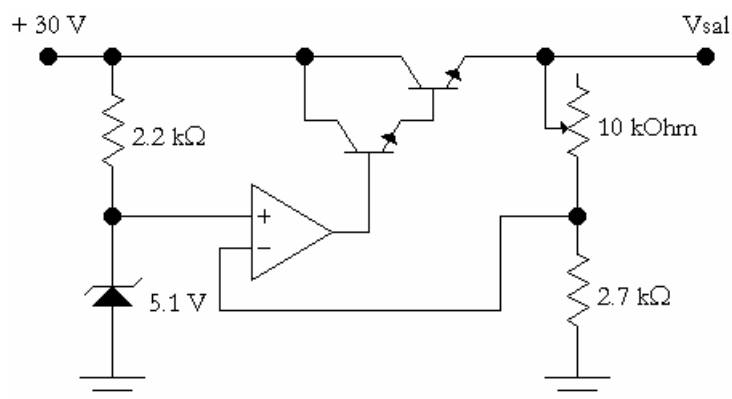 + 30 V
Vsal
2.2 kΩ
10 kOhm
+
−
5.1 V
2.7 kΩ